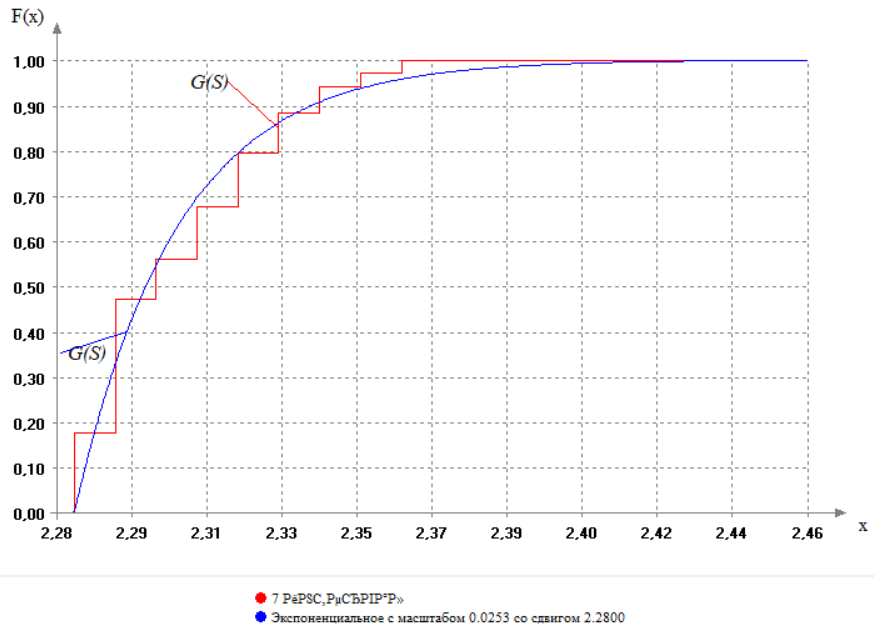 F(x)
1,00
G(S)
0,90
0,80
0,70
0,60
0,50
0,40
G(S)
0,30
0,20
0,10
0,00
2,28 2,29 2,31 2,33 2,34 2,35 2,37 2,39 2,40 2,42 2,44 2,46
x
7 РёРЅС‚РµСЂРІР°Р»
Экспоненциальное с масштабом 0.0253 со сдвигом 2.2800